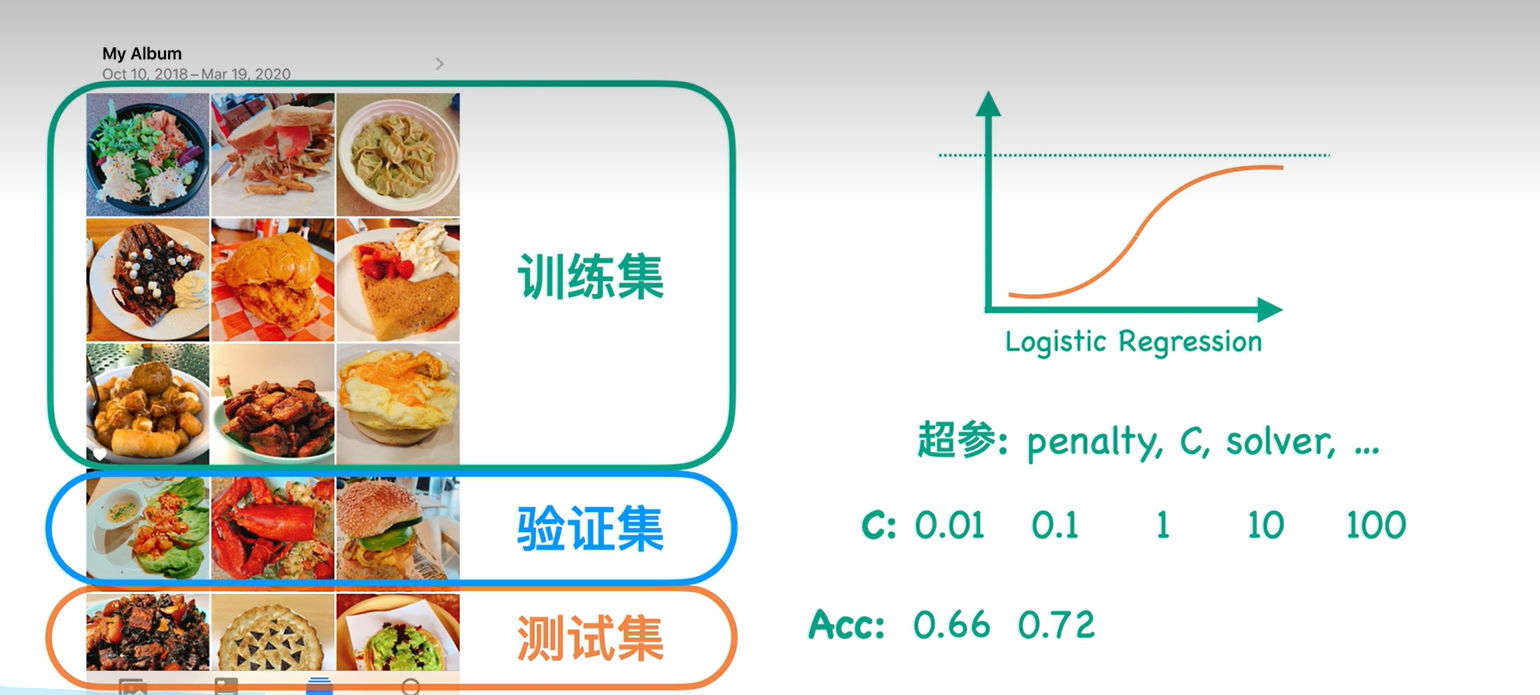 My Album
Oct 10, 2018 – Mar 19, 2020
训练集
验证集
测试集
Logistic Regression
超参: penalty, C, solver, ...
C: 0.01 0.1 1 10 100
Acc: 0.66 0.72